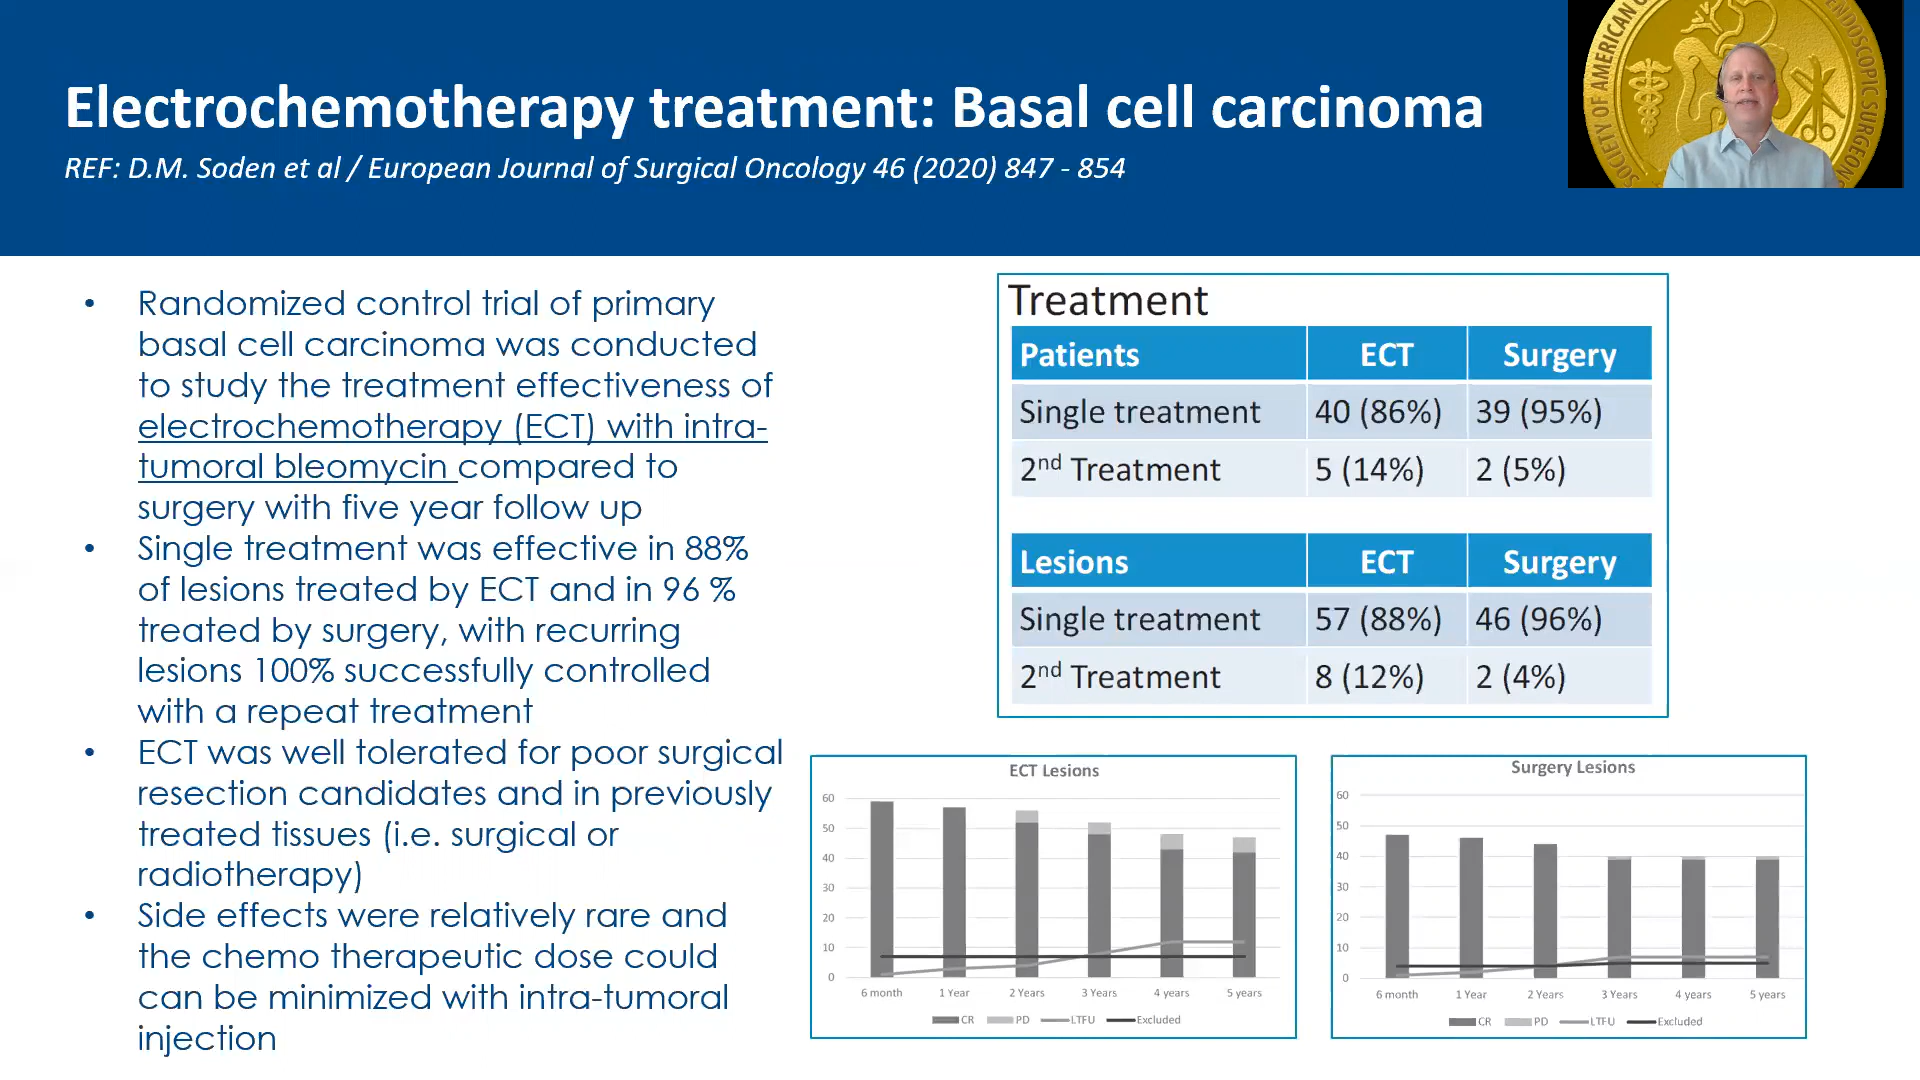 Electrochemotherapy treatment: Basal cell carcinoma
REF: D.M. Soden et al / European Journal of Surgical Oncology 46 (2020) 847 - 854
SOCIETY OF AMERICAN
ENDOSCOPIC SURGEONS
• Randomized control trial of primary
basal cell carcinoma was conducted
to study the treatment effectiveness of
electrochemotherapy (ECT) with intra-
tumoral bleomycin compared to
surgery with five year follow up
• Single treatment was effective in 88%
of lesions treated by ECT and in 96 %
treated by surgery, with recurring
lesions 100% successfully controlled
with a repeat treatment
• ECT was well tolerated for poor surgical
resection candidates and in previously
treated tissues (i.e. surgical or
radiotherapy)
• Side effects were relatively rare and
the chemo therapeutic dose could
can be minimized with intra-tumoral
injection
Treatment
Patients ECT Surgery
Single treatment 40 (86%) 39 (95%)
2nd Treatment 5 (14%) 2 (5%)
Lesions ECT Surgery
Single treatment 57 (88%) 46 (96%)
2nd Treatment 8 (12%) 2 (4%)
ECT Lesions
60
50
40
30
20
10
0
6 month 1 Year 2 Years 3 Years 4 years 5 years
CR PD LTFU Excluded
Surgery Lesions
60
50
40
30
20
10
0
6 month 1 Year 2 Years 3 Years 4 years 5 years
CR PD LTFU Excluded